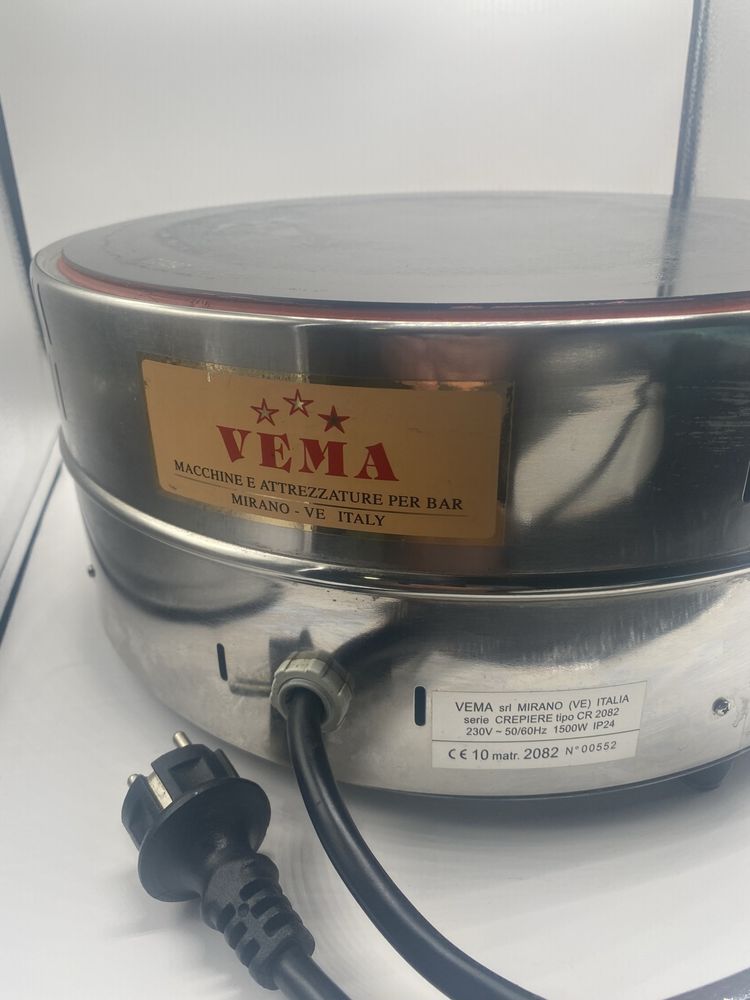 VEMA
MACCHINE E ATTREZZATURE PER BAR
MIRANO - VE ITALY
VEMA srl MIRANO (VE) ITALIA
serie CREPIERE tipo CR 2082
230V ~ 50/60Hz 1500W IP24
CE 10 matr. 2082 N°00552